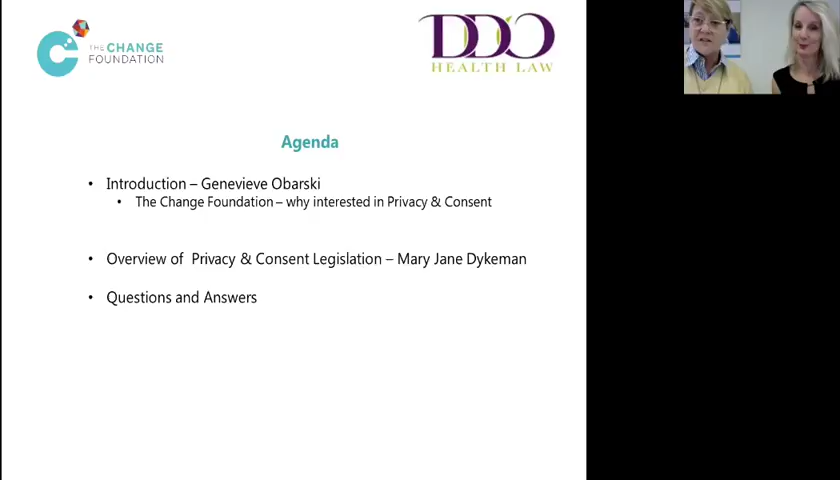 THE CHANGE
FOUNDATION
DDO
HEALTH LAW
Agenda
• Introduction – Genevieve Obarski
• The Change Foundation – why interested in Privacy & Consent
• Overview of Privacy & Consent Legislation – Mary Jane Dykeman
• Questions and Answers